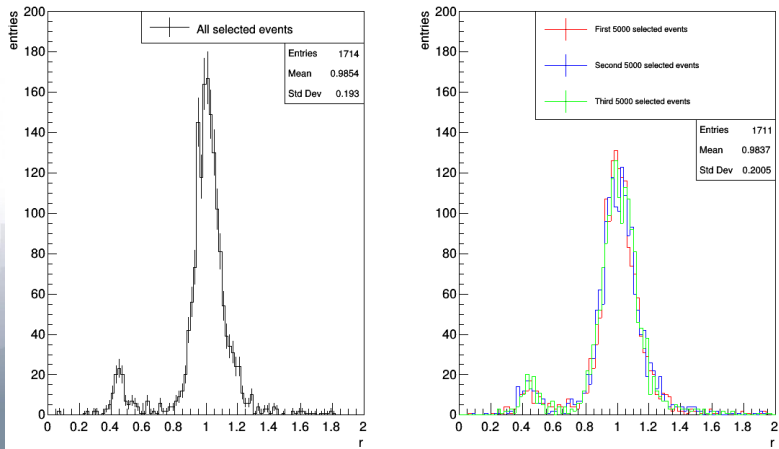 entries
200
180
160
140
120
100
80
60
40
20
0
0 0.2 0.4 0.6 0.8 1 1.2 1.4 1.6 1.8 2
r
All selected events
Entries 1714
Mean 0.9854
Std Dev 0.193
entries
200
180
160
140
120
100
80
60
40
20
0
0 0.2 0.4 0.6 0.8 1 1.2 1.4 1.6 1.8 2
r
First 5000 selected events
Second 5000 selected events
Third 5000 selected events
Entries 1711
Mean 0.9837
Std Dev 0.2005